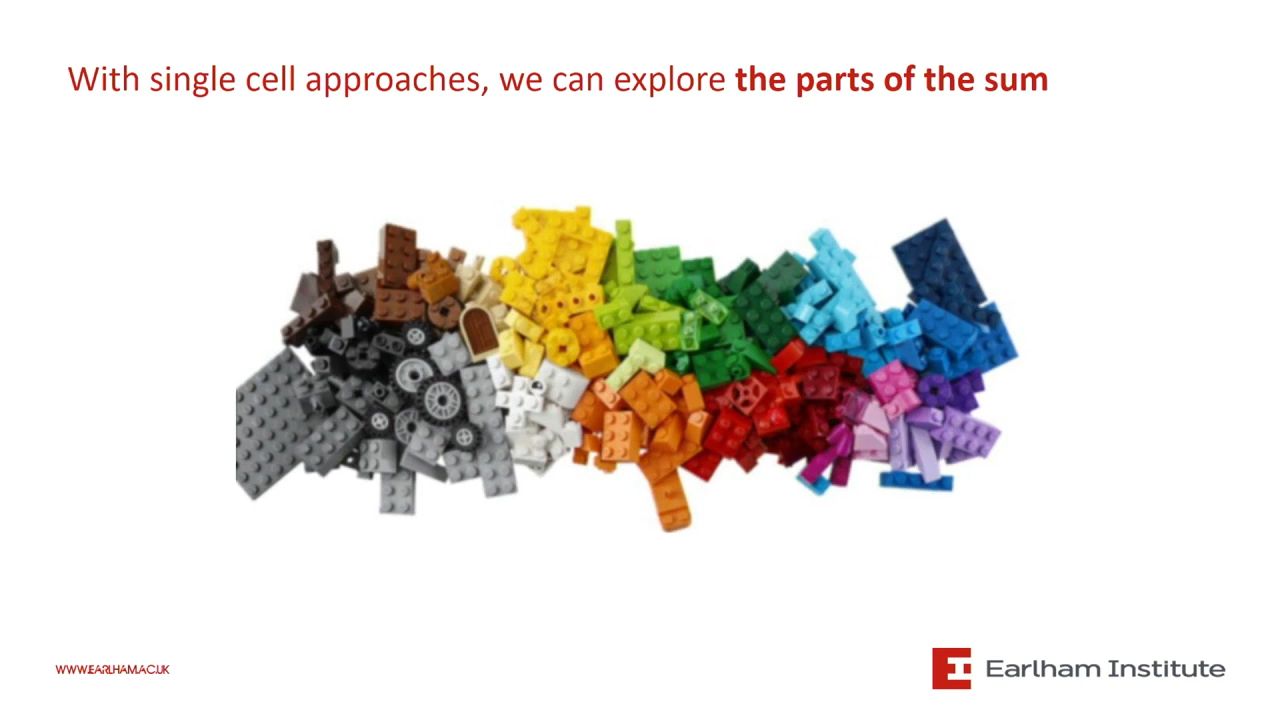 With single cell approaches, we can explore the parts of the sum
WWW.EARLHAM.AC.UK
Earlham Institute